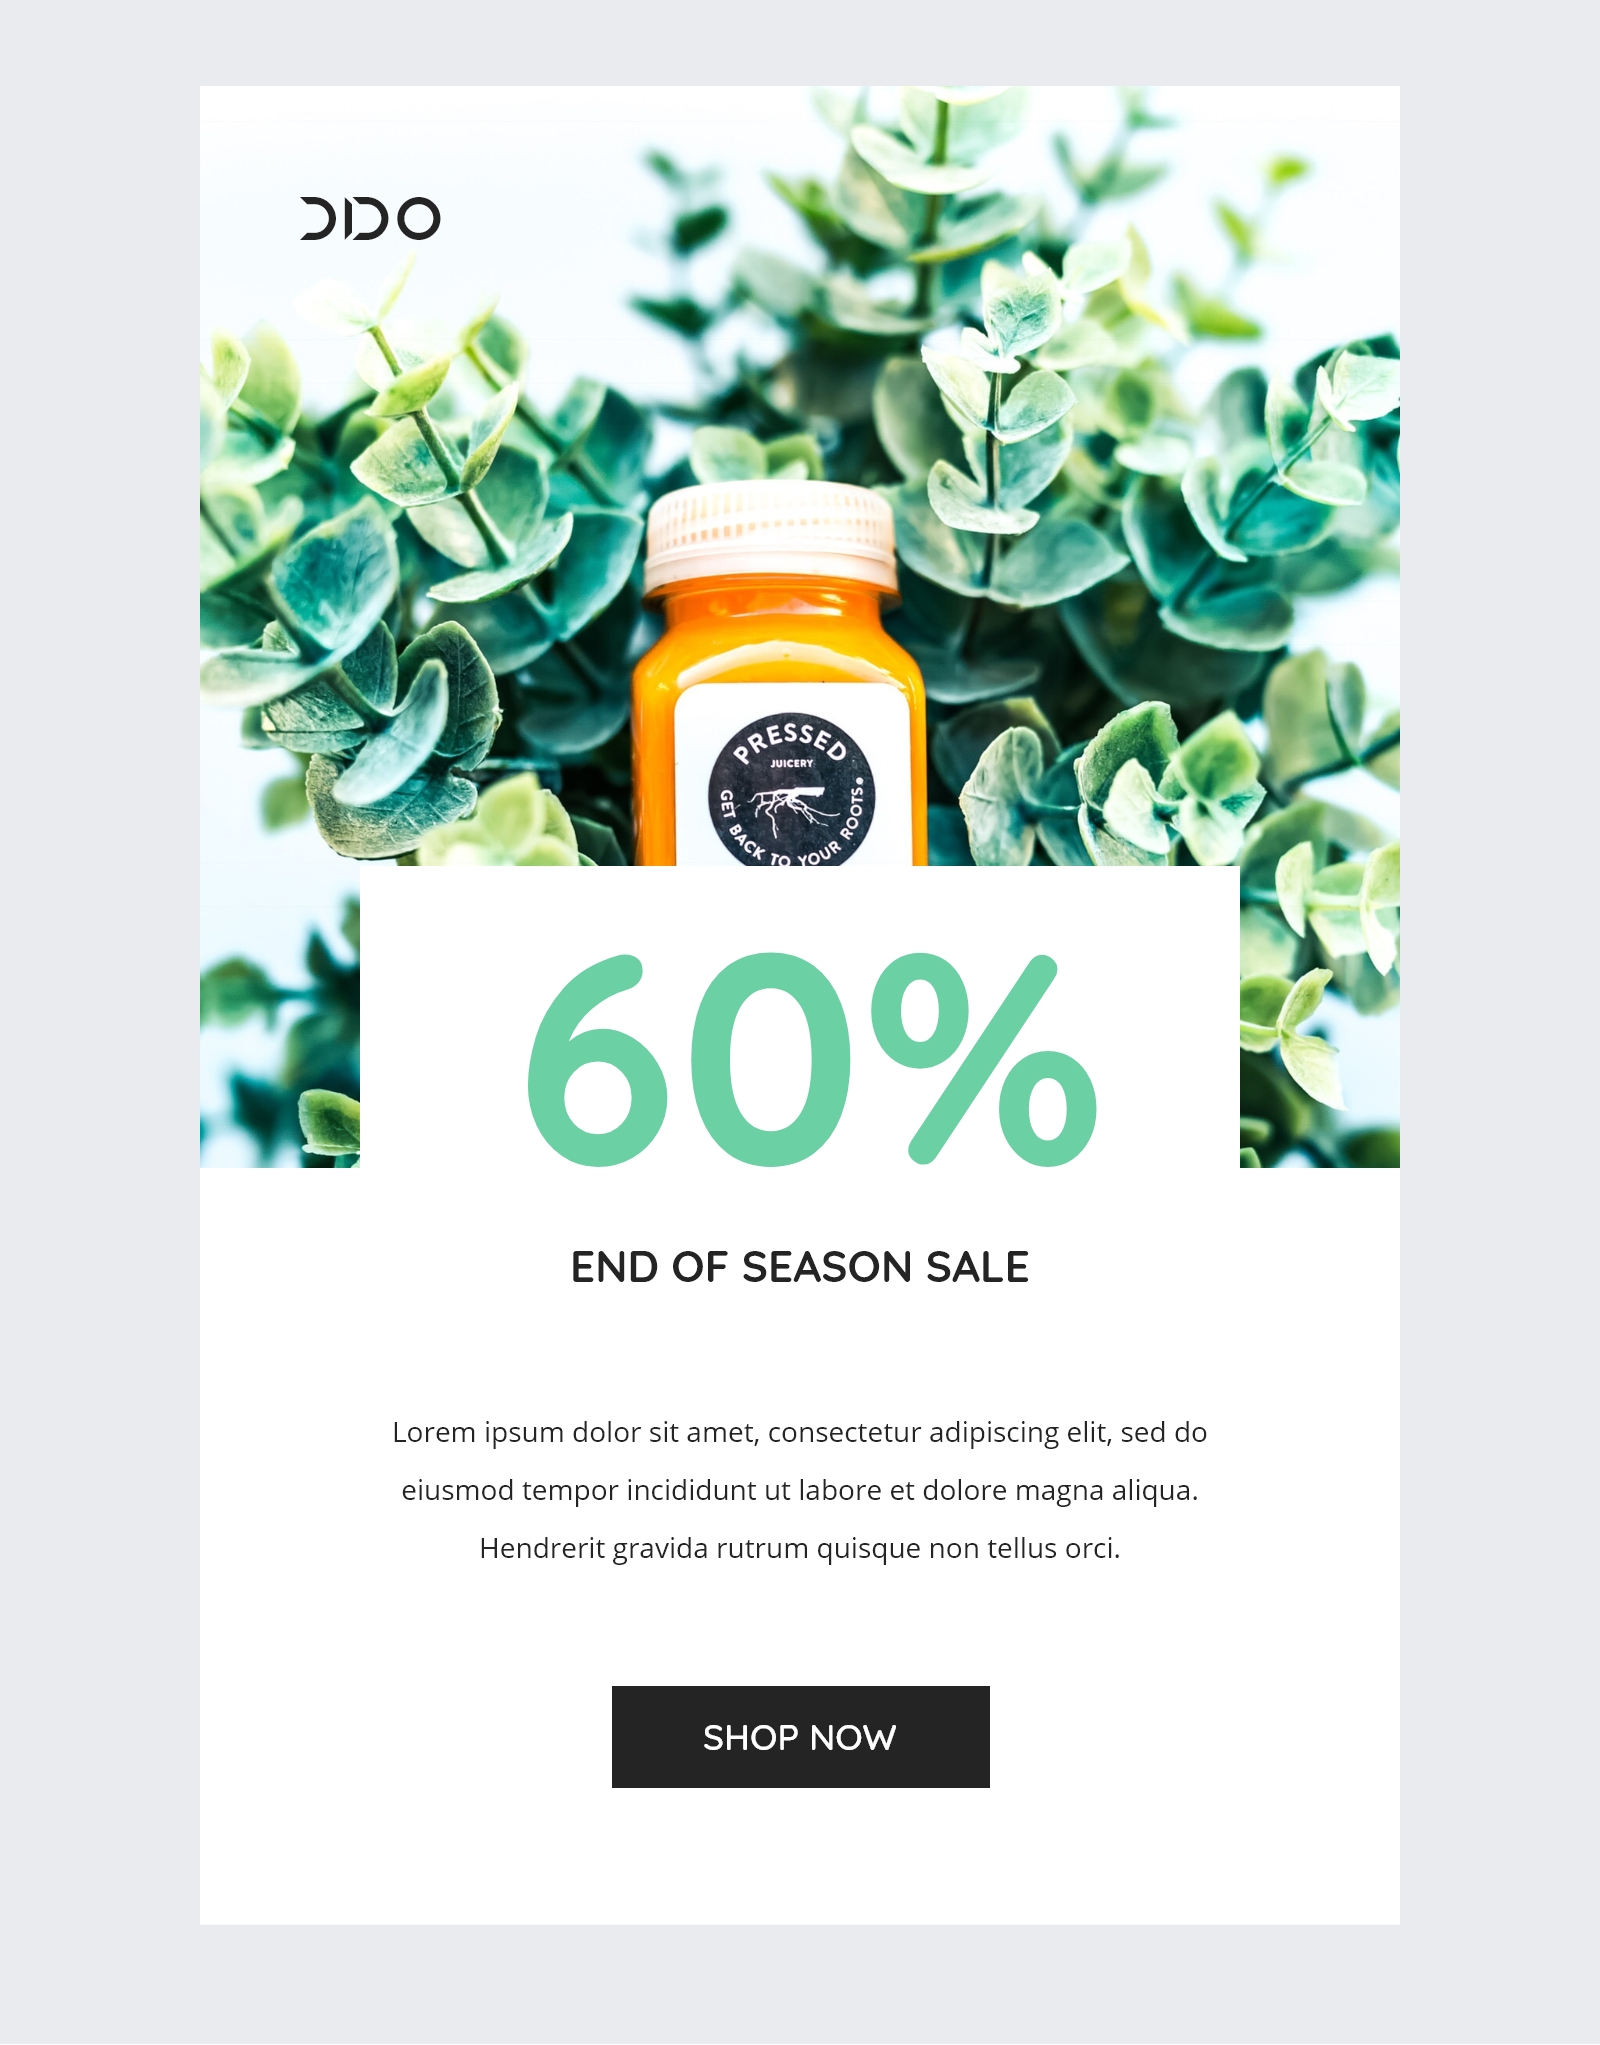 DDO
PRESSED
JUICERY
GET BACK TO YOUR ROOTS.
60%
END OF SEASON SALE
Lorem ipsum dolor sit amet, consectetur adipiscing elit, sed do
eiusmod tempor incididunt ut labore et dolore magna aliqua.
Hendrerit gravida rutrum quisque non tellus orci.
SHOP NOW